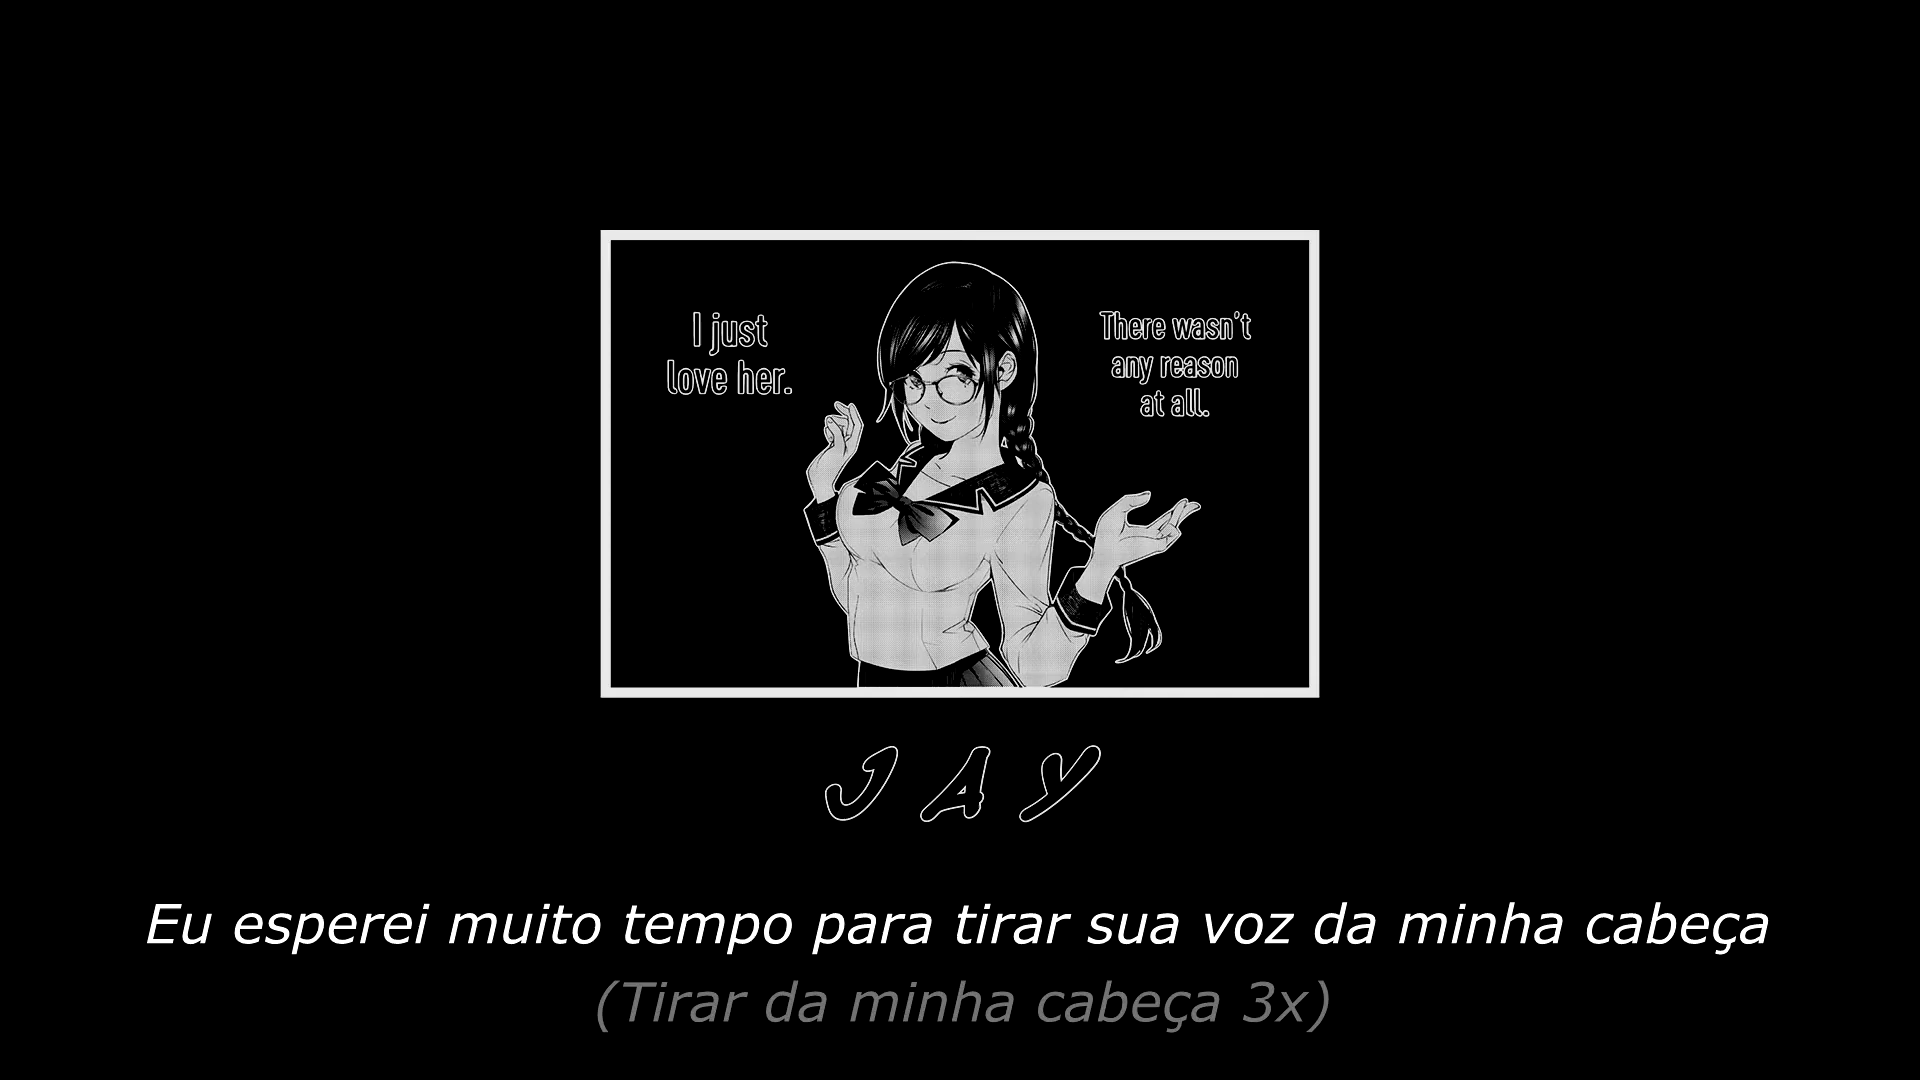 I just
love her.
There wasn't
any reason
at all.
JAY
Eu esperei muito tempo para tirar sua voz da minha cabeça
(Tirar da minha cabeça 3x)